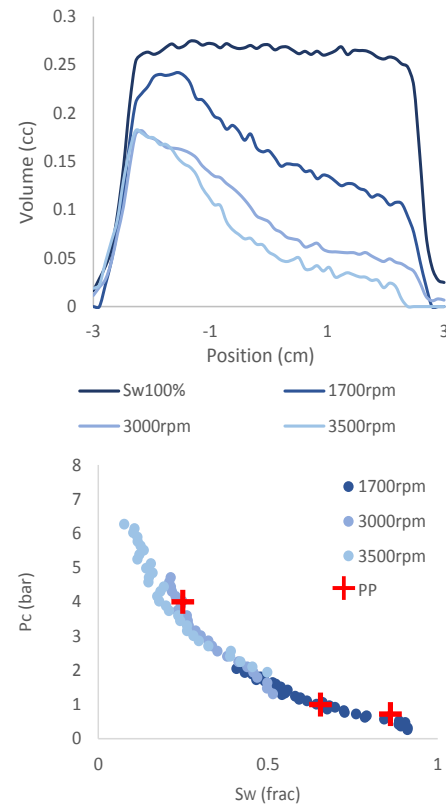 0.3
0.25
0.2
0.15
0.1
0.05
0
Volume (cc)
-3 -1 1 3
Position (cm)
Sw100% 1700rpm
3000rpm 3500rpm
8
7
6
5
4
3
2
1
0
Pc (bar)
1700rpm
3000rpm
3500rpm
PP
0 0.5 1
Sw (frac)